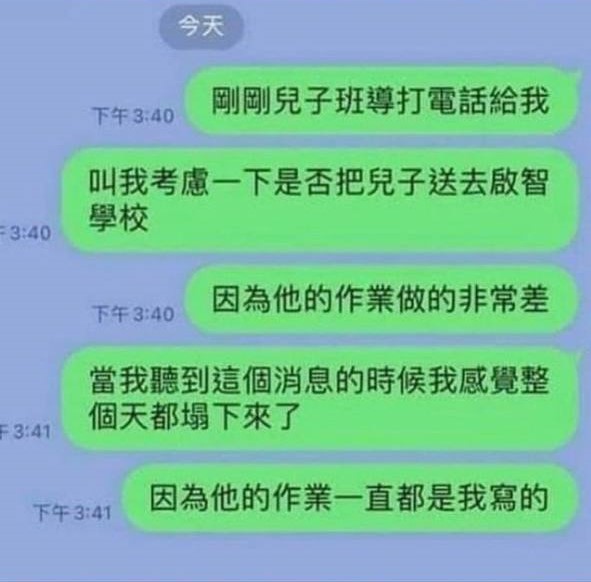 今天
剛剛兒子班導打電話給我
下午 3:40
叫我考慮一下是否把兒子送去啟智
學校
3:40
因為他的作業做的非常差
下午 3:40
當我聽到這個消息的時候我感覺整
個天都塌下來了
3:41
因為他的作業一直都是我寫的
下午 3:41